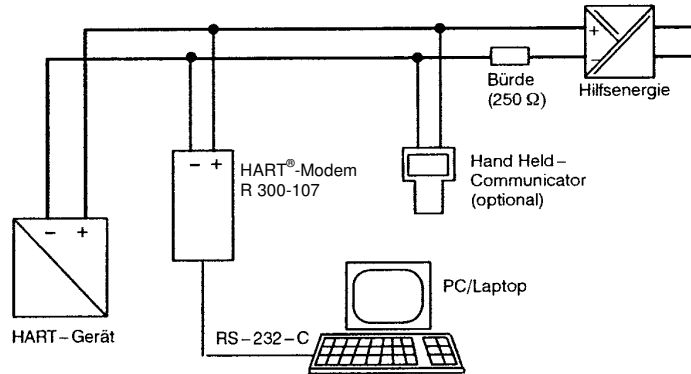 +
−
Bürde
(250 Ω)
Hilfsenergie
− +
HART®-Modem
R 300-107
Hand Held–
Communicator
(optional)
− +
HART–Gerät
RS–232–C
PC/Laptop